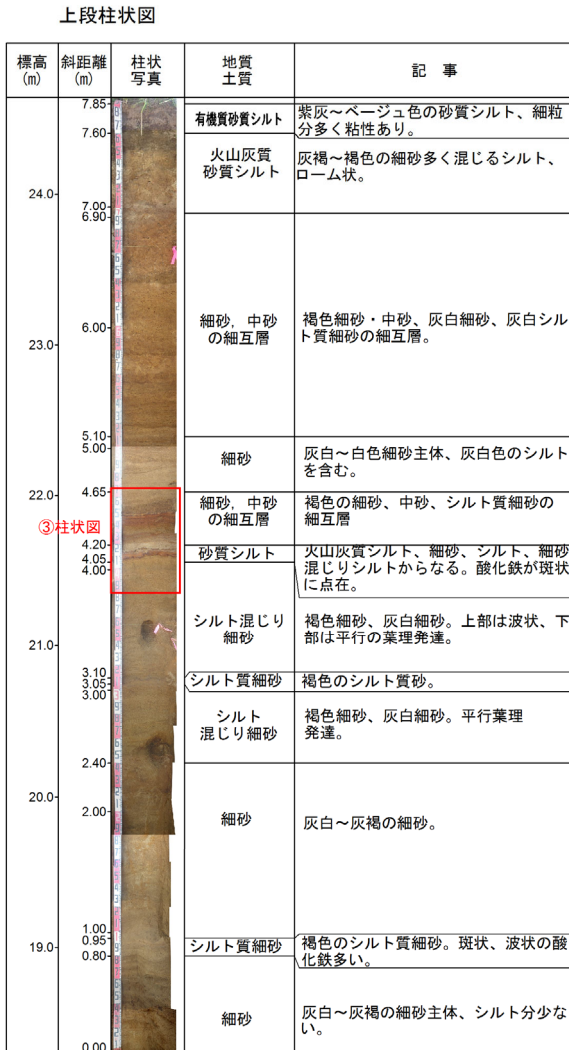 上段柱状図
標高
(m)
斜距離
(m)
柱状
写真
地質
土質
記 事
7.85
有機質砂質シルト
紫灰～ベージュ色の砂質シルト、細粒
分多く粘性あり。
7.60
火山灰質
砂質シルト
灰褐～褐色の細砂多く混じるシルト、
ローム状。
24.0
7.00
6.90
細砂，中砂
の細互層
褐色細砂・中砂、灰白細砂、灰白シル
ト質細砂の細互層。
6.00
23.0
5.10
5.00
細砂
灰白～白色細砂主体、灰白色のシルト
を含む。
22.0
4.65
細砂，中砂
の細互層
褐色の細砂、中砂、シルト質細砂の
細互層
③柱状図
4.20
砂質シルト
火山灰質シルト、細砂、シルト、細砂
混じりシルトからなる。酸化鉄が斑状
に点在。
4.05
4.00
シルト混じり
細砂
褐色細砂、灰白細砂。上部は波状、下
部は平行の葉理発達。
21.0
3.10
シルト質細砂
褐色のシルト質砂。
3.05
3.00
シルト
混じり細砂
褐色細砂、灰白細砂。平行葉理
発達。
2.40
20.0
2.00
細砂
灰白～灰褐の細砂。
1.00
0.95
19.0
シルト質細砂
褐色のシルト質細砂。斑状、波状の酸
化鉄多い。
0.80
細砂
灰白～灰褐の細砂主体、シルト分少な
い。
0.00